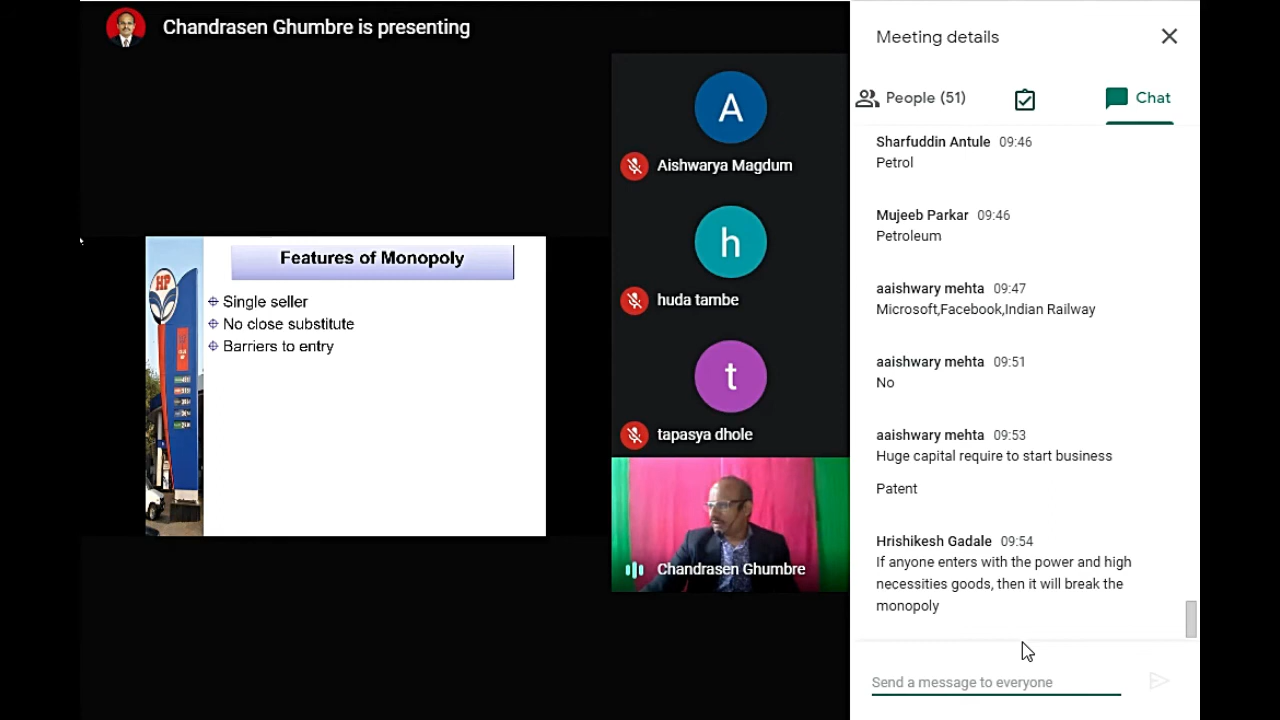 Chandrasen Ghumbre is presenting
HP
Features of Monopoly
Single seller
No close substitute
Barriers to entry
A
Aishwarya Magdum
h
huda tambe
t
tapasya dhole
Chandrasen Ghumbre
Meeting details
People (51)
Chat
Sharfuddin Antule 09:46
Petrol
Mujeeb Parkar 09:46
Petroleum
aaishwary mehta 09:47
Microsoft,Facebook,Indian Railway
aaishwary mehta 09:51
No
aaishwary mehta 09:53
Huge capital require to start business
Patent
Hrishikesh Gadale 09:54
If anyone enters with the power and high
necessities goods, then it will break the
monopoly
Send a message to everyone